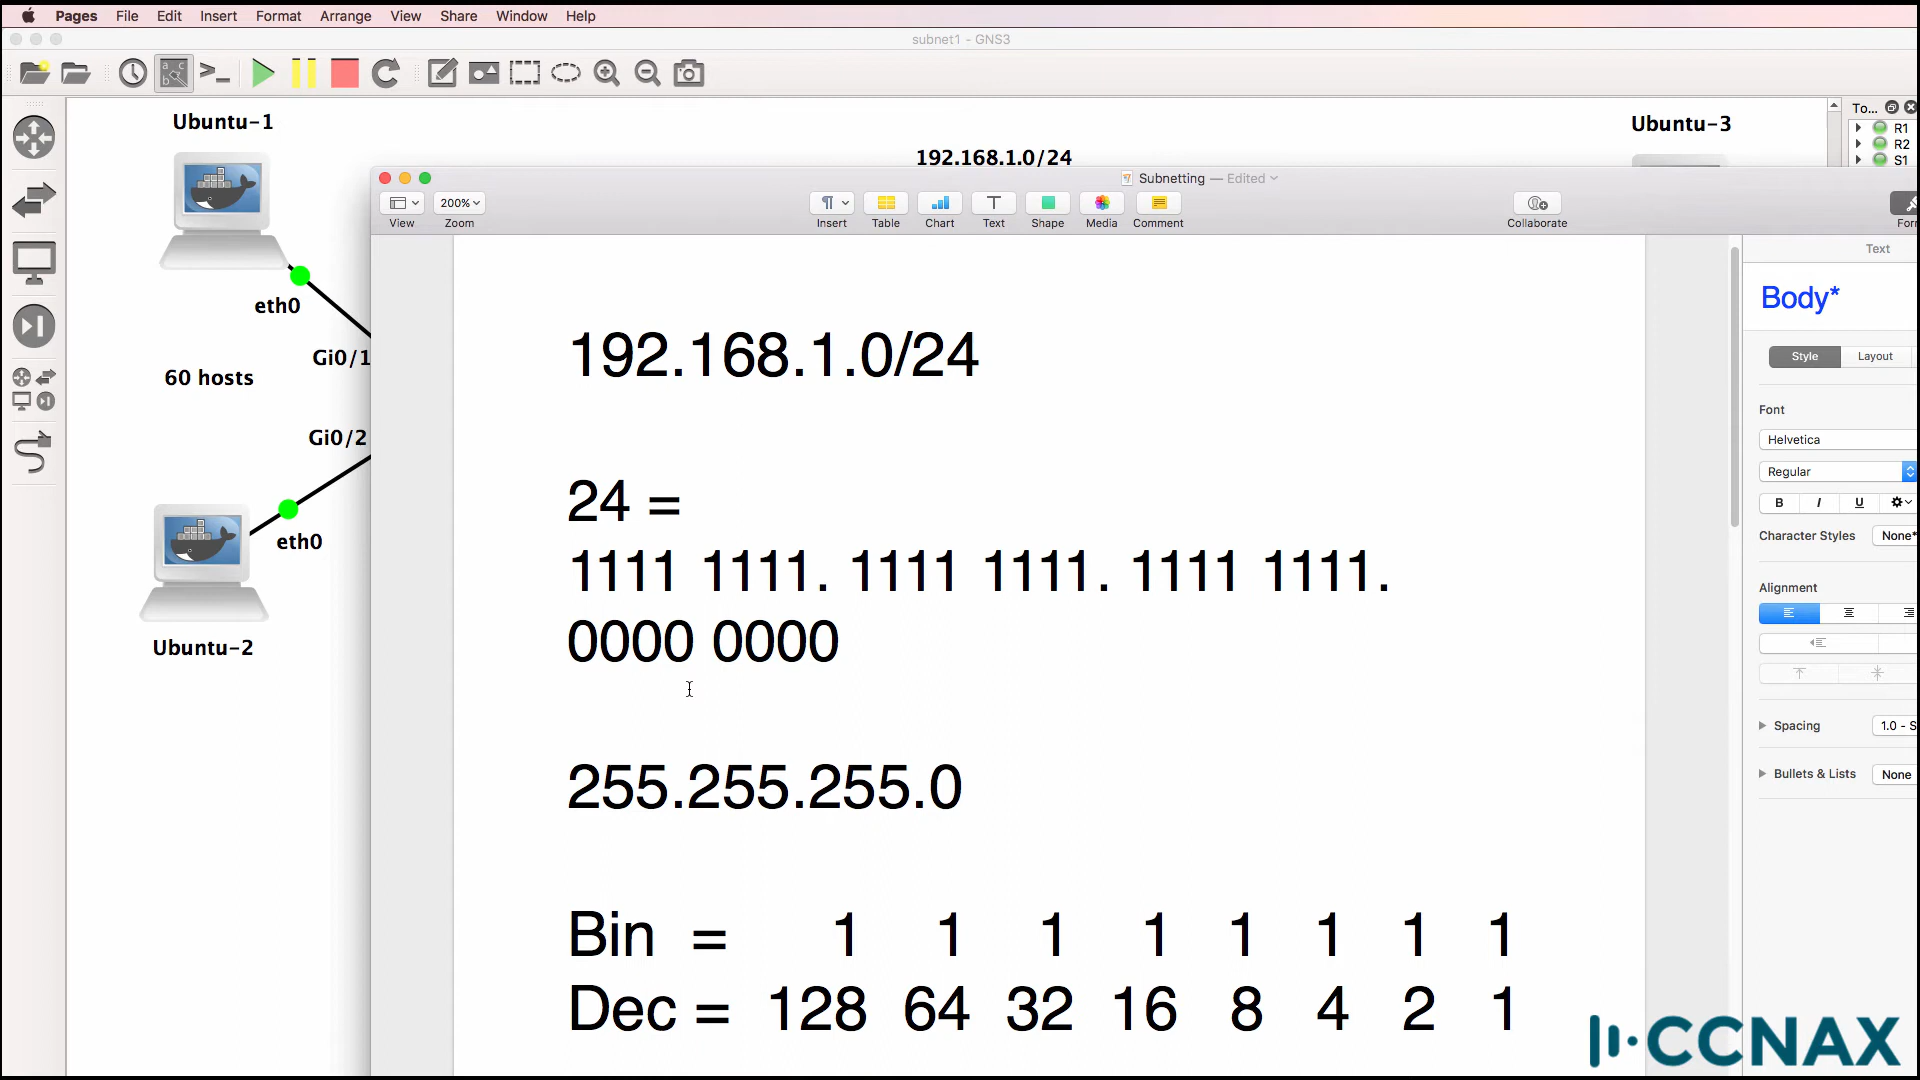 Pages File Edit Insert Format Arrange View Share Window Help
subnet1 - GNS3
Ubuntu-1
Ubuntu-3
192.168.1.0/24
To...
R1
R2
S1
Subnetting — Edited
View
200%
Zoom
Insert
Table
Chart
Text
Shape
Media
Comment
Collaborate
Form
Text
eth0
Gi0/1
60 hosts
Gi0/2
eth0
Ubuntu-2
192.168.1.0/24
24 =
1111 1111. 1111 1111. 1111 1111.
0000 0000
255.255.255.0
Bin = 1 1 1 1 1 1 1 1
Dec = 128 64 32 16 8 4 2 1
Body*
Style Layout
Font
Helvetica
Regular
B I U
Character Styles None*
Alignment
Spacing 1.0 - S
Bullets & Lists None
CCNAX